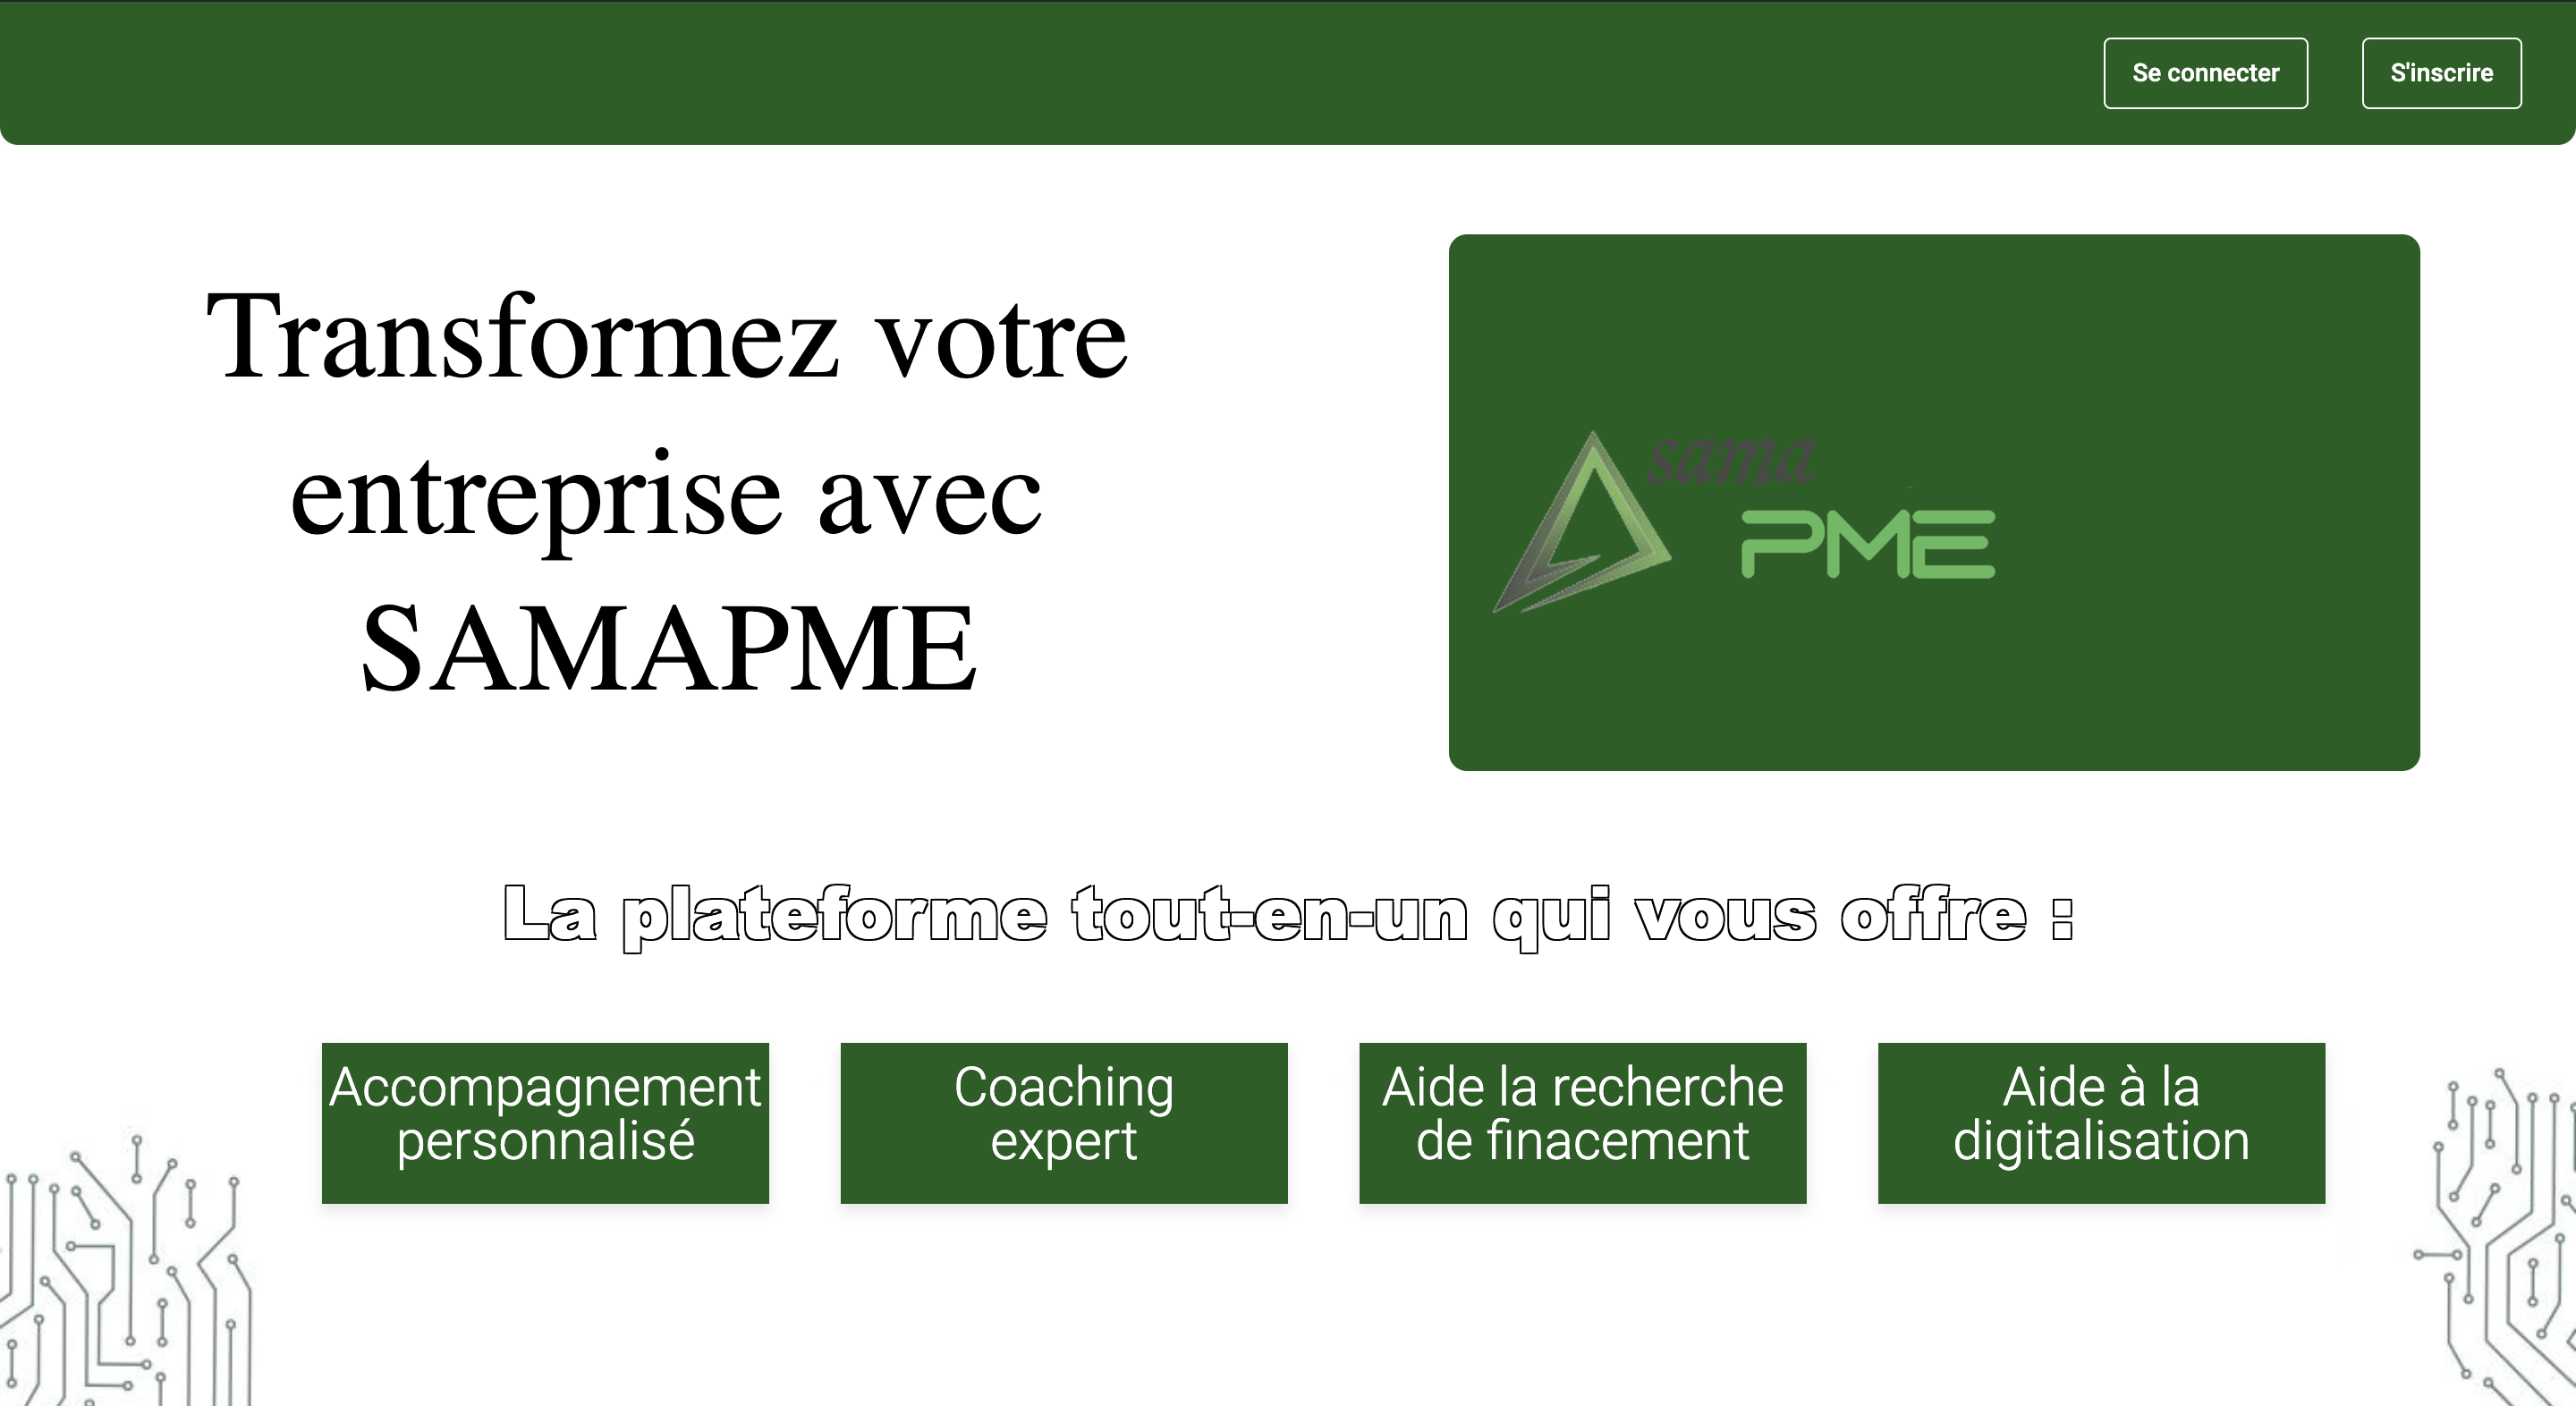 Se connecter
S'inscrire
Transformez votre
entreprise avec
SAMAPME
sama
PME
La plateforme tout-en-un qui vous offre :
Accompagnement
personnalisé
Coaching
expert
Aide la recherche
de finacement
Aide à la
digitalisation